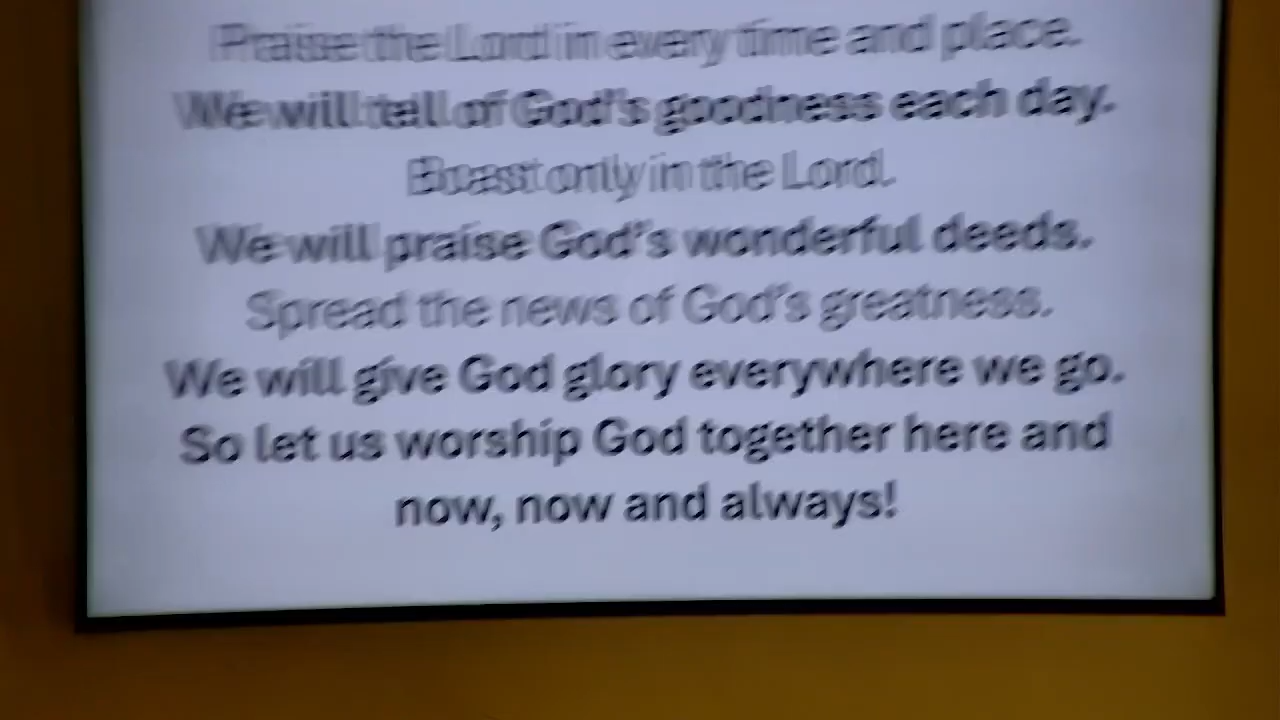 Praise the Lord in every time and place.
We will tell of God's goodness each day.
Boast only in the Lord.
We will praise God's wonderful deeds.
Spread the news of God's greatness.
We will give God glory everywhere we go.
So let us worship God together here and
now, now and always!